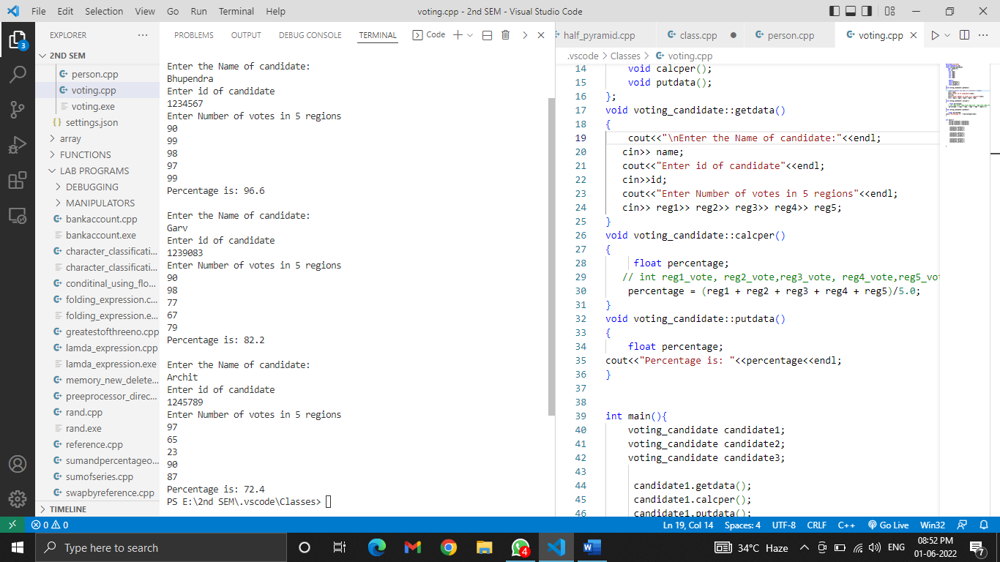 File Edit Selection View Go Run Terminal Help voting.cpp - 2nd SEM - Visual Studio Code
3
EXPLORER ...
2ND SEM
person.cpp
voting.cpp
voting.exe
settings.json
array
FUNCTIONS
LAB PROGRAMS
DEBUGGING
MANIPULATORS
bankaccount.cpp
bankaccount.exe
character_classificati...
character_classificati...
conditinal_using_flo...
folding_expression.c...
folding_expression.e...
greatestofthreeno.cpp
lamda_expression.cpp
lamda_expression.exe
memory_new_delete...
preeprocessor_direc...
rand.cpp
rand.exe
reference.cpp
sumandpercentageo...
sumofseries.cpp
swapbyreference.cpp
TIMELINE
PROBLEMS OUTPUT DEBUG CONSOLE TERMINAL Code
Enter the Name of candidate:
Bhupendra
Enter id of candidate
1234567
Enter Number of votes in 5 regions
90
99
98
97
99
Percentage is: 96.6
Enter the Name of candidate:
Garv
Enter id of candidate
1239083
Enter Number of votes in 5 regions
90
98
77
67
79
Percentage is: 82.2
Enter the Name of candidate:
Archit
Enter id of candidate
1245789
Enter Number of votes in 5 regions
97
65
23
90
87
Percentage is: 72.4
PS E:\2nd SEM\.vscode\Classes>
half_pyramid.cpp class.cpp person.cpp voting.cpp
.vscode > Classes > voting.cpp
14 void calcper();
15 void putdata();
16 };
17 void voting_candidate::getdata()
18 {
19 cout<<"\nEnter the Name of candidate:"<<endl;
20 cin>> name;
21 cout<<"Enter id of candidate"<<endl;
22 cin>>id;
23 cout<<"Enter Number of votes in 5 regions"<<endl;
24 cin>> reg1>> reg2>> reg3>> reg4>> reg5;
25 }
26 void voting_candidate::calcper()
27 {
28 float percentage;
29 // int reg1_vote, reg2_vote,reg3_vote, reg4_vote,reg5_vot
30 percentage = (reg1 + reg2 + reg3 + reg4 + reg5)/5.0;
31 }
32 void voting_candidate::putdata()
33 {
34 float percentage;
35 cout<<"Percentage is: "<<percentage<<endl;
36 }
37
38
39 int main(){
40 voting_candidate candidate1;
41 voting_candidate candidate2;
42 voting_candidate candidate3;
43
44 candidate1.getdata();
45 candidate1.calcper();
46 candidate1.putdata();
0 0 Ln 19, Col 14 Spaces: 4 UTF-8 CRLF C++ Go Live Win32
Type here to search 4 34°C Haze ENG 08:52 PM
01-06-2022 7